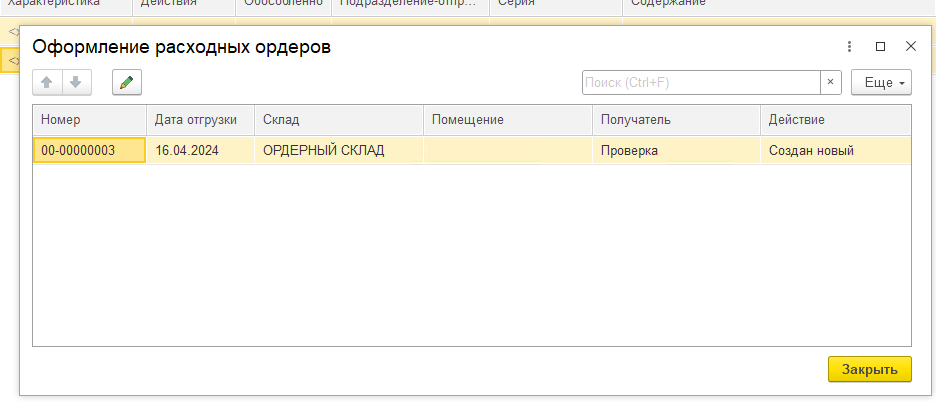 Характеристика Действия Обособленно Подразделение-отпр... Серия Содержание
Оформление расходных ордеров
Поиск (Ctrl+F) × Еще
Номер Дата отгрузки Склад Помещение Получатель Действие
00-00000003 16.04.2024 ОРДЕРНЫЙ СКЛАД Проверка Создан новый
Закрыть